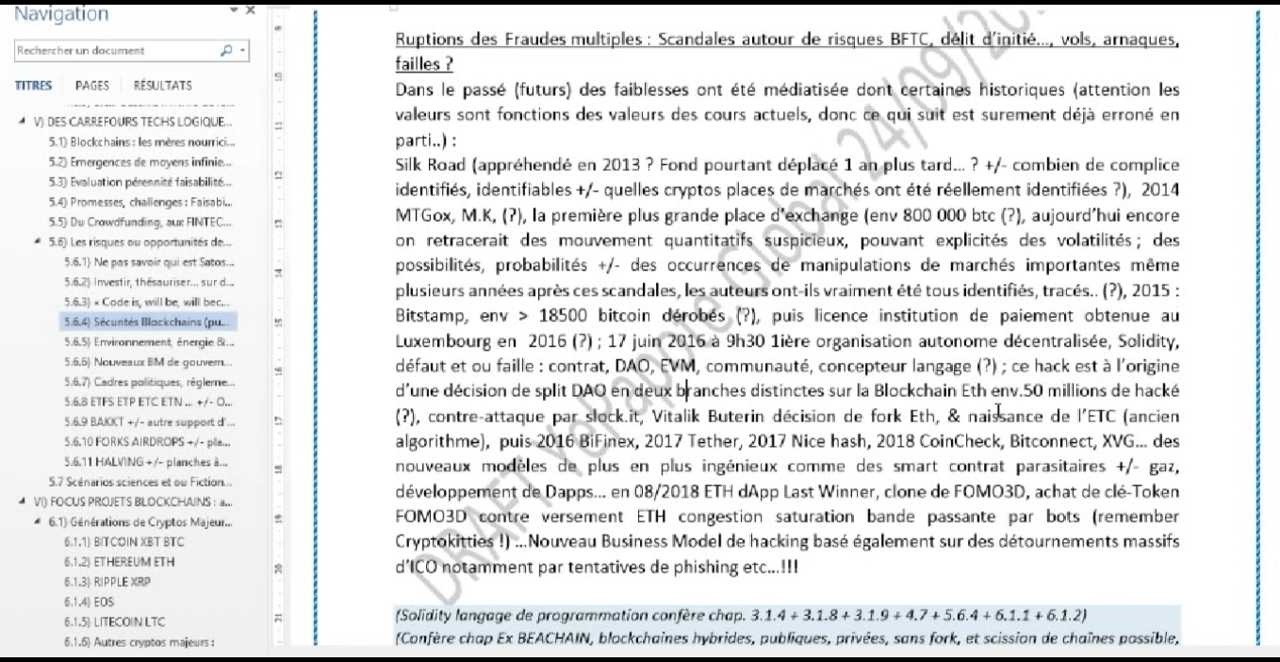 Navigation
Rechercher un document
TITRES PAGES RÉSULTATS
V) DES CARREFOURS TECHS LOGIQUE...
5.1) Blockchains : les mères nourrici...
5.2) Emergences de moyens infinie...
5.3) Evaluation pérennité faisabilité...
5.4) Promesses, challenges : Faisabi...
5.5) Du Crowdfunding, aux FINTEC...
5.6) Les risques ou opportunités de...
5.6.1) Ne pas savoir qui est Satos...
5.6.2) Investir, thésauriser... sur d...
5.6.3) « Code is, will be, will bec...
5.6.4) Sécurités Blockchains (pu...
5.6.5) Environnement, énergie &...
5.6.6) Nouveaux BM de gouvern...
5.6.7) Cadres politiques, régleme...
5.6.8 ETFS ETP ETC ETN ... +/- O...
5.6.9 BAKKT +/- autre support d'...
5.6.10 FORKS AIRDROPS +/- pla...
5.6.11 HALVING +/- planches à...
5.7 Scénarios sciences et ou Fiction...
VI) FOCUS PROJETS BLOCKCHAINS : a...
6.1) Générations de Cryptos Majeur...
6.1.1) BITCOIN XBT BTC
6.1.2) ETHEREUM ETH
6.1.3) RIPPLE XRP
6.1.4) EOS
6.1.5) LITECOIN LTC
6.1.6) Autres cryptos majeurs :
9
10
11
12
13
14
15
16
17
18
19
20
21
Ruptions des Fraudes multiples : Scandales autour de risques BFTC, délit d'initié..., vols, arnaques,
failles ?
Dans le passé (futurs) des faiblesses ont été médiatisée dont certaines historiques (attention les
valeurs sont fonctions des valeurs des cours actuels, donc ce qui suit est surement déjà erroné en
parti..) :
Silk Road (appréhendé en 2013 ? Fond pourtant déplacé 1 an plus tard... ? +/- combien de complice
identifiés, identifiables +/- quelles cryptos places de marchés ont été réellement identifiées ?), 2014
MTGox, M.K, (?), la première plus grande place d'exchange (env 800 000 btc (?), aujourd'hui encore
on retracerait des mouvement quantitatifs suspicieux, pouvant explicités des volatilités ; des
possibilités, probabilités +/- des occurrences de manipulations de marchés importantes même
plusieurs années après ces scandales, les auteurs ont-ils vraiment été tous identifiés, tracés.. (?), 2015 :
Bitstamp, env > 18500 bitcoin dérobés (?), puis licence institution de paiement obtenue au
Luxembourg en 2016 (?) ; 17 juin 2016 à 9h30 1ière organisation autonome décentralisée, Solidity,
défaut et ou faille : contrat, DAO, EVM, communauté, concepteur langage (?) ; ce hack est à l'origine
d'une décision de split DAO en deux branches distinctes sur la Blockchain Eth env.50 millions de hacké
(?), contre-attaque par slock.it, Vitalik Buterin décision de fork Eth, & naissance de l'ETC (ancien
algorithme), puis 2016 BiFinex, 2017 Tether, 2017 Nice hash, 2018 CoinCheck, Bitconnect, XVG... des
nouveaux modèles de plus en plus ingénieux comme des smart contrat parasitaires +/- gaz,
développement de Dapps... en 08/2018 ETH dApp Last Winner, clone de FOMO3D, achat de clé-Token
FOMO3D contre versement ETH congestion saturation bande passante par bots (remember
Cryptokitties !) ...Nouveau Business Model de hacking basé également sur des détournements massifs
d'ICO notamment par tentatives de phishing etc...!!!
(Solidity langage de programmation confère chap. 3.1.4 + 3.1.8 + 3.1.9 + 4.7 + 5.6.4 + 6.1.1 + 6.1.2)
(Confère chap Ex BEACHAIN, blockchaines hybrides, publiques, privées, sans fork, et scission de chaînes possible,